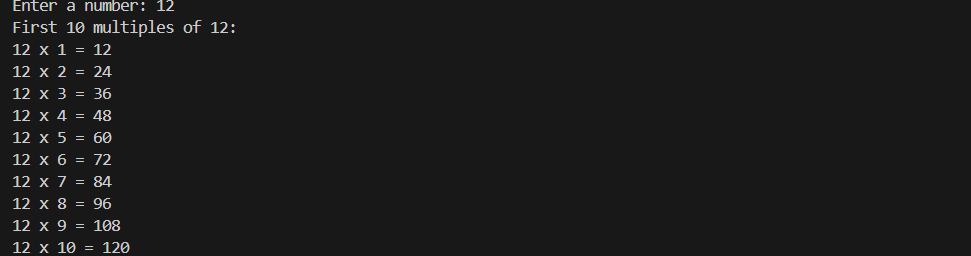 Enter a number: 12
First 10 multiples of 12:
12 x 1 = 12
12 x 2 = 24
12 x 3 = 36
12 x 4 = 48
12 x 5 = 60
12 x 6 = 72
12 x 7 = 84
12 x 8 = 96
12 x 9 = 108
12 x 10 = 120